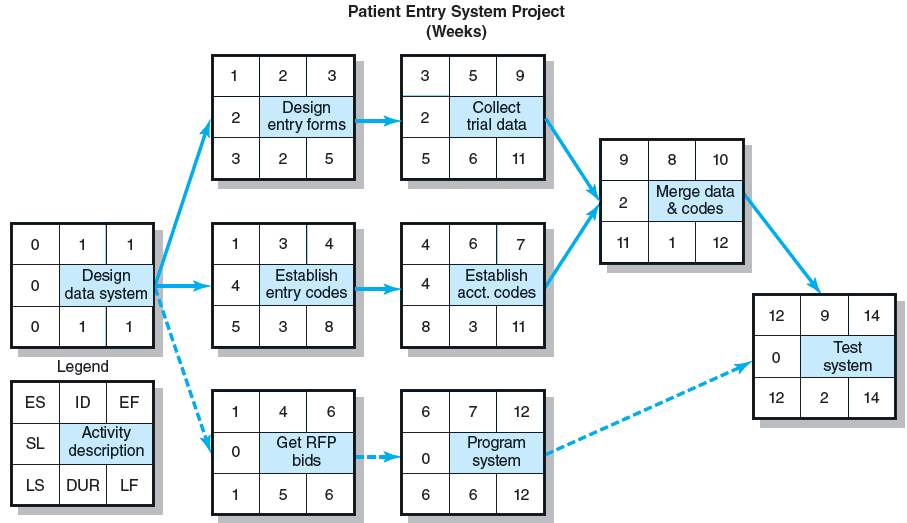 Patient Entry System Project
(Weeks)
1 2 3
2 Design
entry forms
3 2 5
3 5 9
2 Collect
trial data
5 6 11
9 8 10
2 Merge data
& codes
11 1 12
0 1 1
0 Design
data system
0 1 1
1 3 4
4 Establish
entry codes
5 3 8
4 6 7
4 Establish
acct. codes
8 3 11
12 9 14
0 Test
system
12 2 14
Legend
ES ID EF
SL Activity
description
LS DUR LF
1 4 6
0 Get RFP
bids
1 5 6
6 7 12
0 Program
system
6 6 12